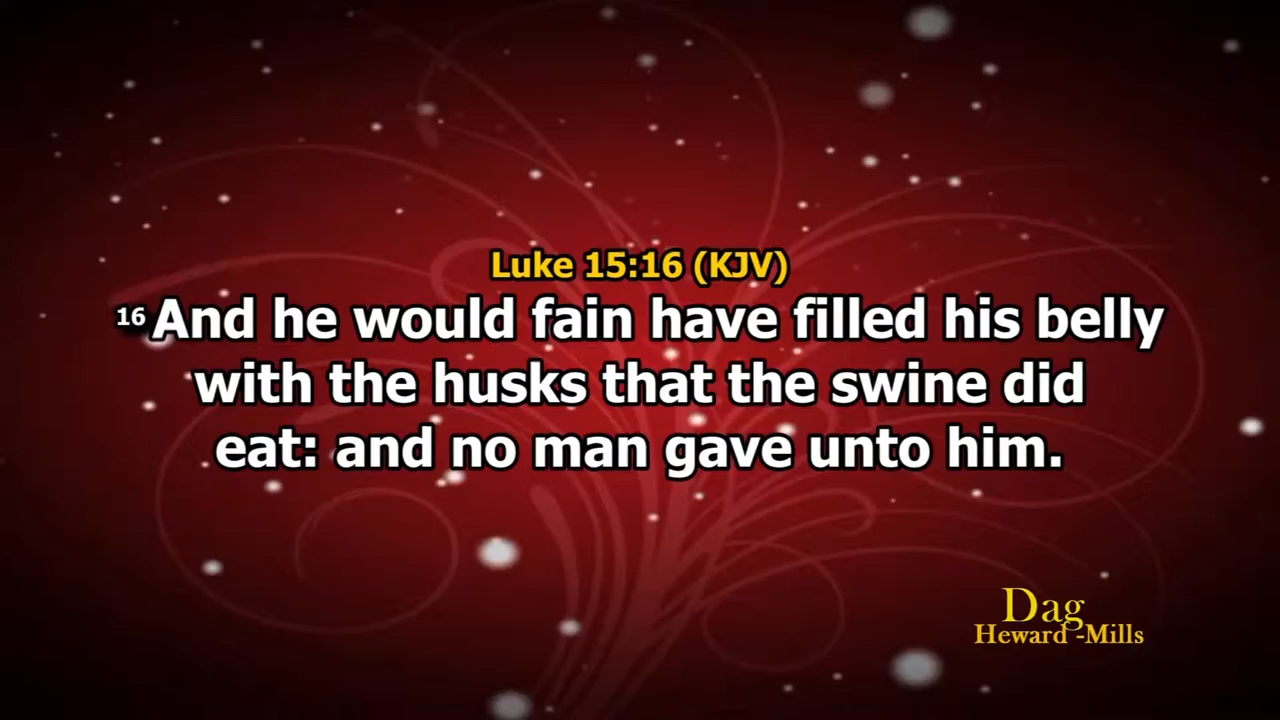 Luke 15:16 (KJV)
16 And he would fain have filled his belly
with the husks that the swine did
eat: and no man gave unto him.
Dag
Heward -Mills